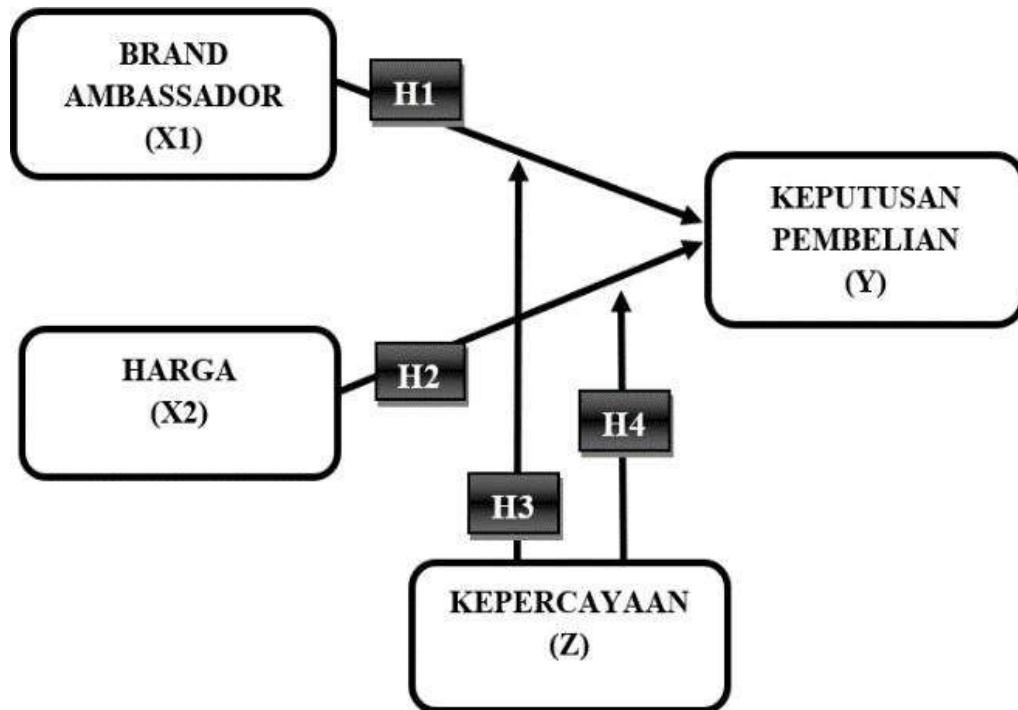 BRAND
AMBASSADOR
(X1)
H1
KEPUTUSAN
PEMBELIAN
(Y)
HARGA
(X2)
H2
H4
H3
KEPERCAYAAN
(Z)